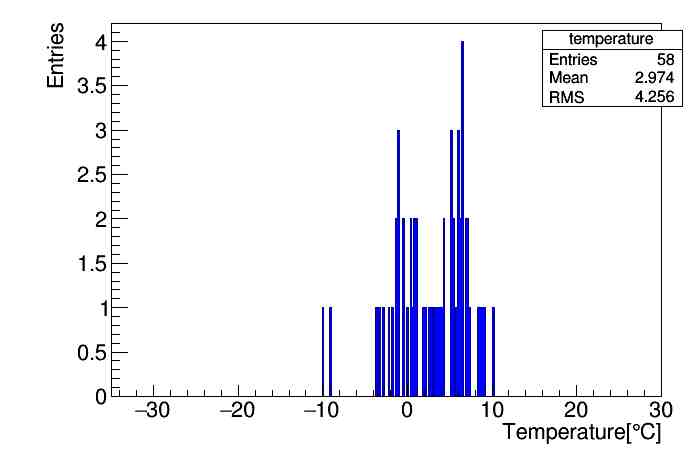 Entries
4
3.5
3
2.5
2
1.5
1
0.5
0
temperature
Entries 58
Mean 2.974
RMS 4.256
−30 −20 −10 0 10 20 30
Temperature[°C]